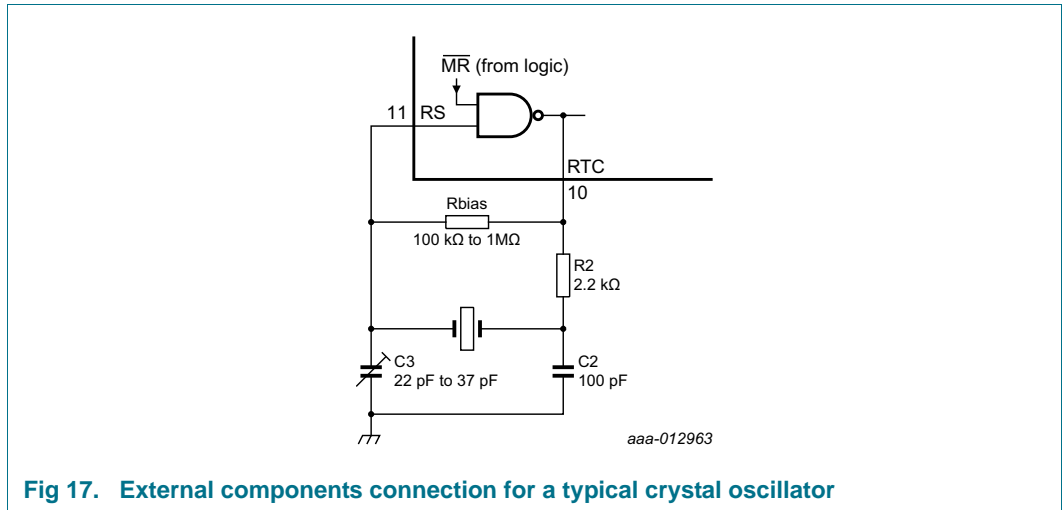 M̅R̅ (from logic)
11 RS
RTC
10
Rbias
100 kΩ to 1MΩ
R2
2.2 kΩ
C3
22 pF to 37 pF
C2
100 pF
aaa-012963
Fig 17. External components connection for a typical crystal oscillator